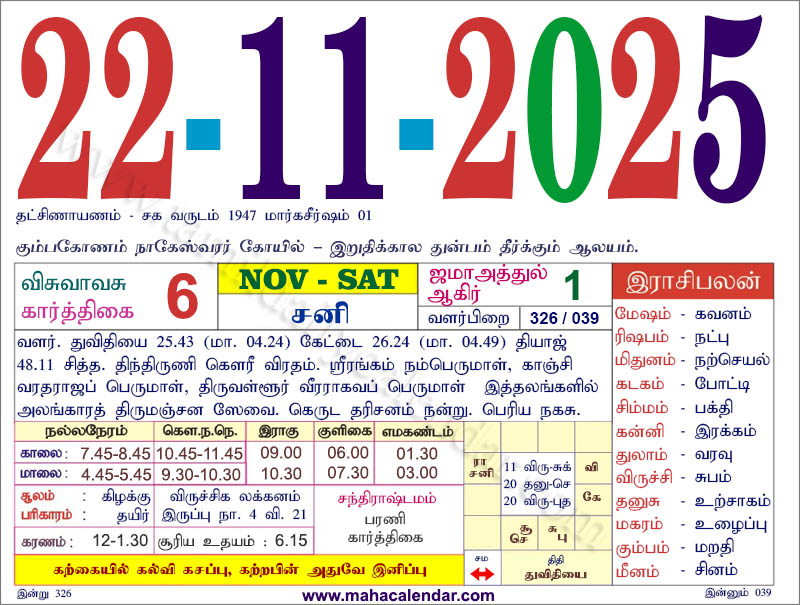 22-11-2025
தட்சிணாயணம் - சக வருடம் 1947 மார்கசீர்ஷம் 01
கும்பகோணம் நாகேஸ்வரர் கோயில் – இறுதிக்கால துன்பம் தீர்க்கும் ஆலயம்.
விசுவாவசு
கார்த்திகை 6
NOV - SAT
சனி
ஜமாஅத்துல்
ஆகிர் 1
வளர்பிறை 326 / 039
வளர். துவிதியை 25.43 (மா. 04.24) கேட்டை 26.24 (மா. 04.49) தியாஜ்
48.11 சித்த. திந்திருணி கௌரீ விரதம். ஸ்ரீரங்கம் நம்பெருமாள், காஞ்சி
வரதராஜப் பெருமாள், திருவள்ளூர் வீரராகவப் பெருமாள் இத்தலங்களில்
அலங்காரத் திருமஞ்சன ஸேவை. கெருட தரிசனம் நன்று. பெரிய நகசு.
நல்லநேரம் கௌ.ந.நெ. இராகு குளிகை எமகண்டம்
காலை: 7.45-8.45 10.45-11.45 09.00 06.00 01.30
மாலை: 4.45-5.45 9.30-10.30 10.30 07.30 03.00
சூலம் : கிழக்கு விருச்சிக லக்கனம்
பரிகாரம் : தயிர் இருப்பு நா. 4 வி. 21
சந்திராஷ்டமம்
பரணி
கார்த்திகை
கரணம்: 12-1.30 சூரிய உதயம் : 6.15
கற்கையில் கல்வி கசப்பு, கற்றபின் அதுவே இனிப்பு
ரா
சனி
11 விரு-சுக்
20 தனு-செ
20 விரு-புத
வி
கே
சூ
செ
சு
பு
சம
திதி
துவிதியை
இராசிபலன்
மேஷம் - கவனம்
ரிஷபம் - நட்பு
மிதுனம் - நற்செயல்
கடகம் - போட்டி
சிம்மம் - பக்தி
கன்னி - இரக்கம்
துலாம் - வரவு
விருச்சி - சுபம்
தனுசு - உற்சாகம்
மகரம் - உழைப்பு
கும்பம் - மறதி
மீனம் - சினம்
இன்று 326
www.mahacalendar.com
இன்னும் 039